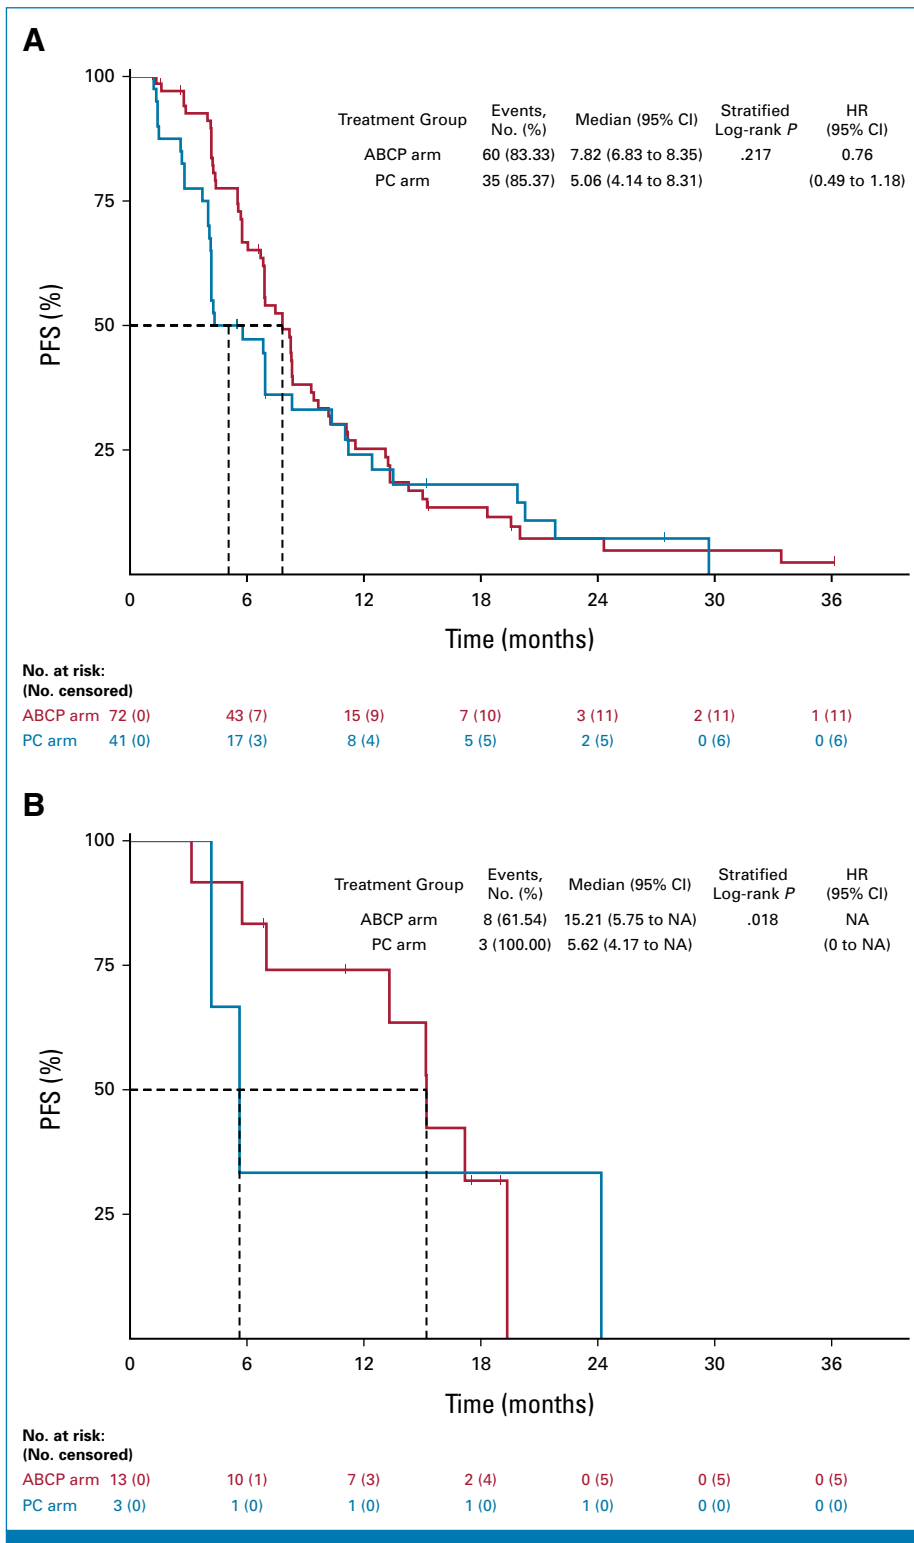 A
100
75
50
25
PFS (%)
Treatment Group Events, No. (%) Median (95% CI) Stratified Log-rank P HR (95% CI)
ABCP arm 60 (83.33) 7.82 (6.83 to 8.35) .217 0.76
PC arm 35 (85.37) 5.06 (4.14 to 8.31) (0.49 to 1.18)
0 6 12 18 24 30 36
Time (months)
No. at risk:
(No. censored)
ABCP arm 72 (0) 43 (7) 15 (9) 7 (10) 3 (11) 2 (11) 1 (11)
PC arm 41 (0) 17 (3) 8 (4) 5 (5) 2 (5) 0 (6) 0 (6)
B
100
75
50
25
PFS (%)
Treatment Group Events, No. (%) Median (95% CI) Stratified Log-rank P HR (95% CI)
ABCP arm 8 (61.54) 15.21 (5.75 to NA) .018 NA
PC arm 3 (100.00) 5.62 (4.17 to NA) (0 to NA)
0 6 12 18 24 30 36
Time (months)
No. at risk:
(No. censored)
ABCP arm 13 (0) 10 (1) 7 (3) 2 (4) 0 (5) 0 (5) 0 (5)
PC arm 3 (0) 1 (0) 1 (0) 1 (0) 1 (0) 0 (0) 0 (0)